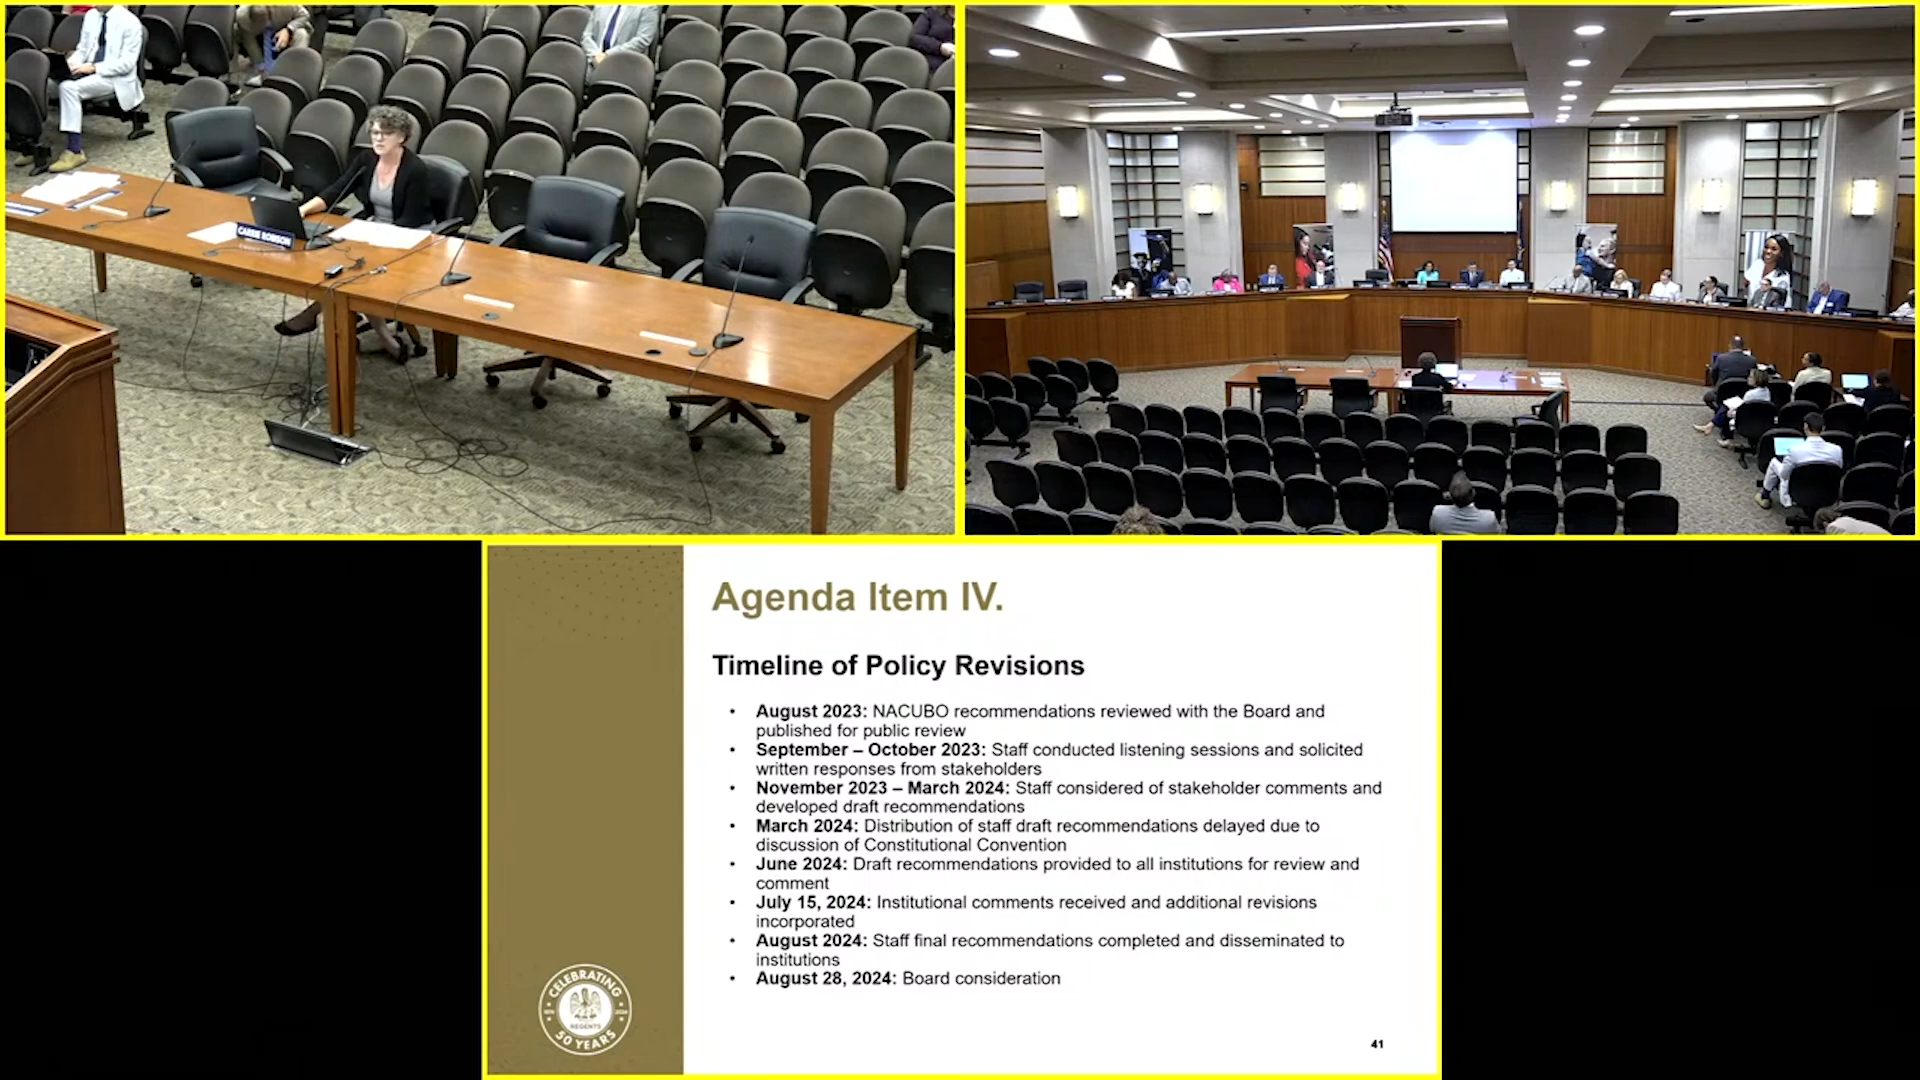 CARRIE ROBISON
Agenda Item IV.
Timeline of Policy Revisions
• August 2023: NACUBO recommendations reviewed with the Board and
published for public review
• September – October 2023: Staff conducted listening sessions and solicited
written responses from stakeholders
• November 2023 – March 2024: Staff considered of stakeholder comments and
developed draft recommendations
• March 2024: Distribution of staff draft recommendations delayed due to
discussion of Constitutional Convention
• June 2024: Draft recommendations provided to all institutions for review and
comment
• July 15, 2024: Institutional comments received and additional revisions
incorporated
• August 2024: Staff final recommendations completed and disseminated to
institutions
• August 28, 2024: Board consideration
CELEBRATING
REGENTS
50 YEARS
41